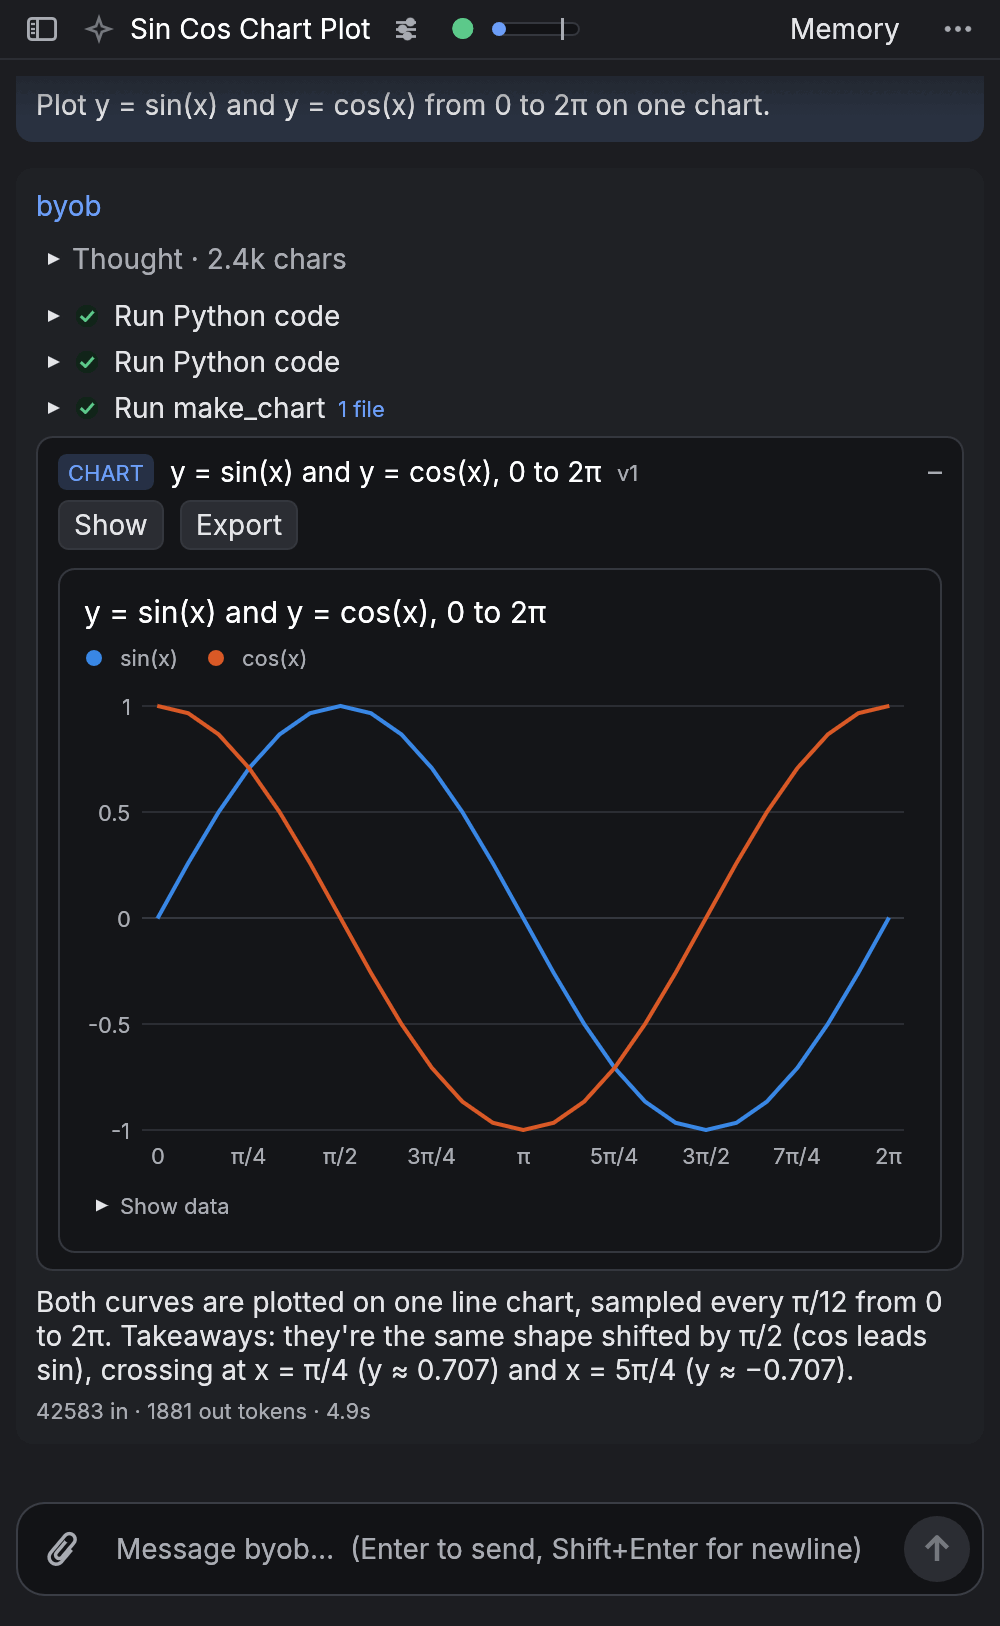 Sin Cos Chart Plot
Memory
Plot y = sin(x) and y = cos(x) from 0 to 2π on one chart.
byob
Thought · 2.4k chars
Run Python code
Run Python code
Run make_chart 1 file
CHART y = sin(x) and y = cos(x), 0 to 2π v1
Show Export
y = sin(x) and y = cos(x), 0 to 2π
sin(x) cos(x)
1
0.5
0
-0.5
-1
0 π/4 π/2 3π/4 π 5π/4 3π/2 7π/4 2π
Show data
Both curves are plotted on one line chart, sampled every π/12 from 0
to 2π. Takeaways: they're the same shape shifted by π/2 (cos leads
sin), crossing at x = π/4 (y ≈ 0.707) and x = 5π/4 (y ≈ −0.707).
42583 in · 1881 out tokens · 4.9s
Message byob... (Enter to send, Shift+Enter for newline)